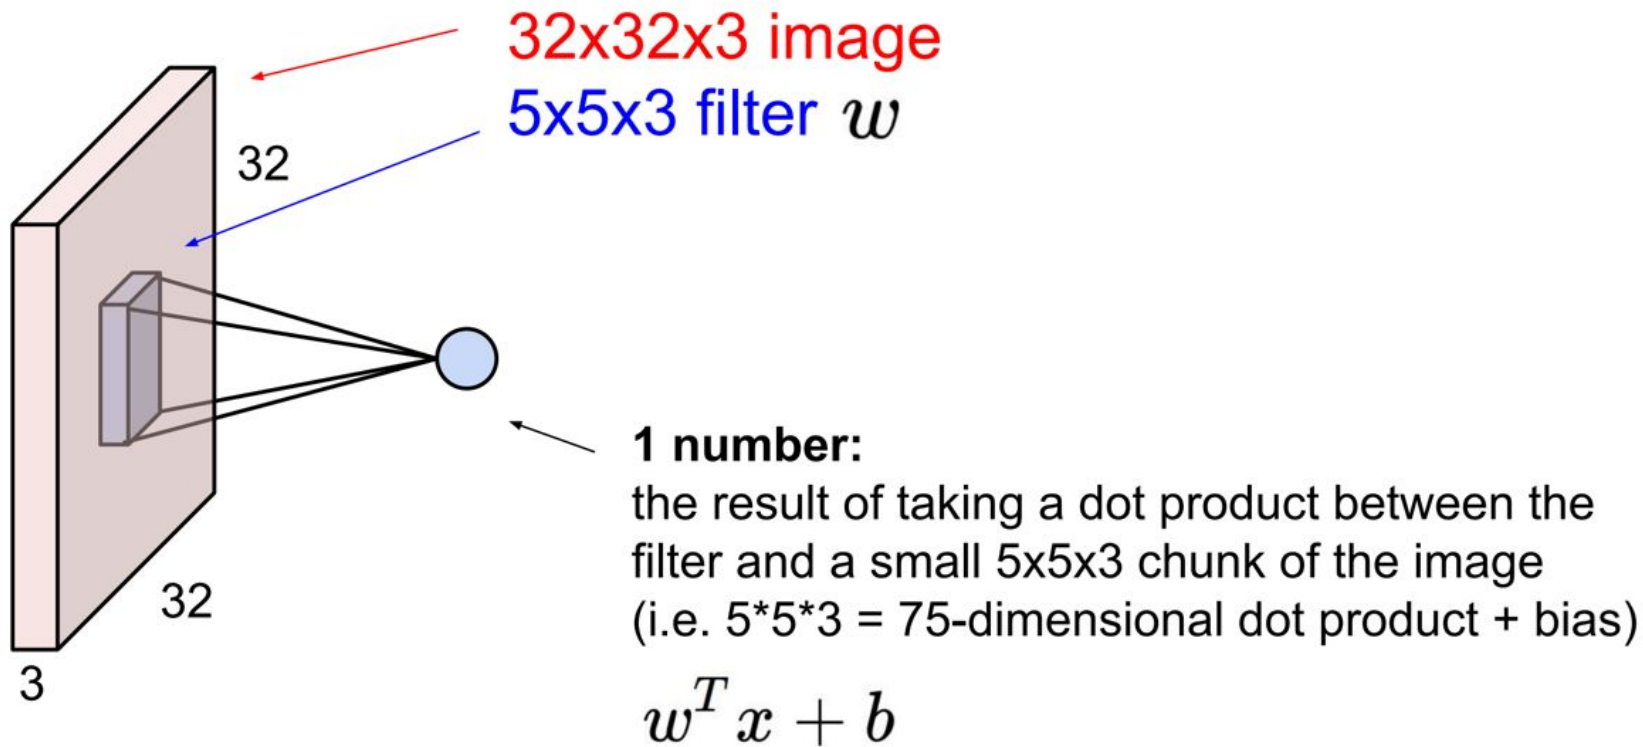 32x32x3 image
5x5x3 filter w
32
32
3
1 number:
the result of taking a dot product between the
filter and a small 5x5x3 chunk of the image
(i.e. 5*5*3 = 75-dimensional dot product + bias)
w^T x + b